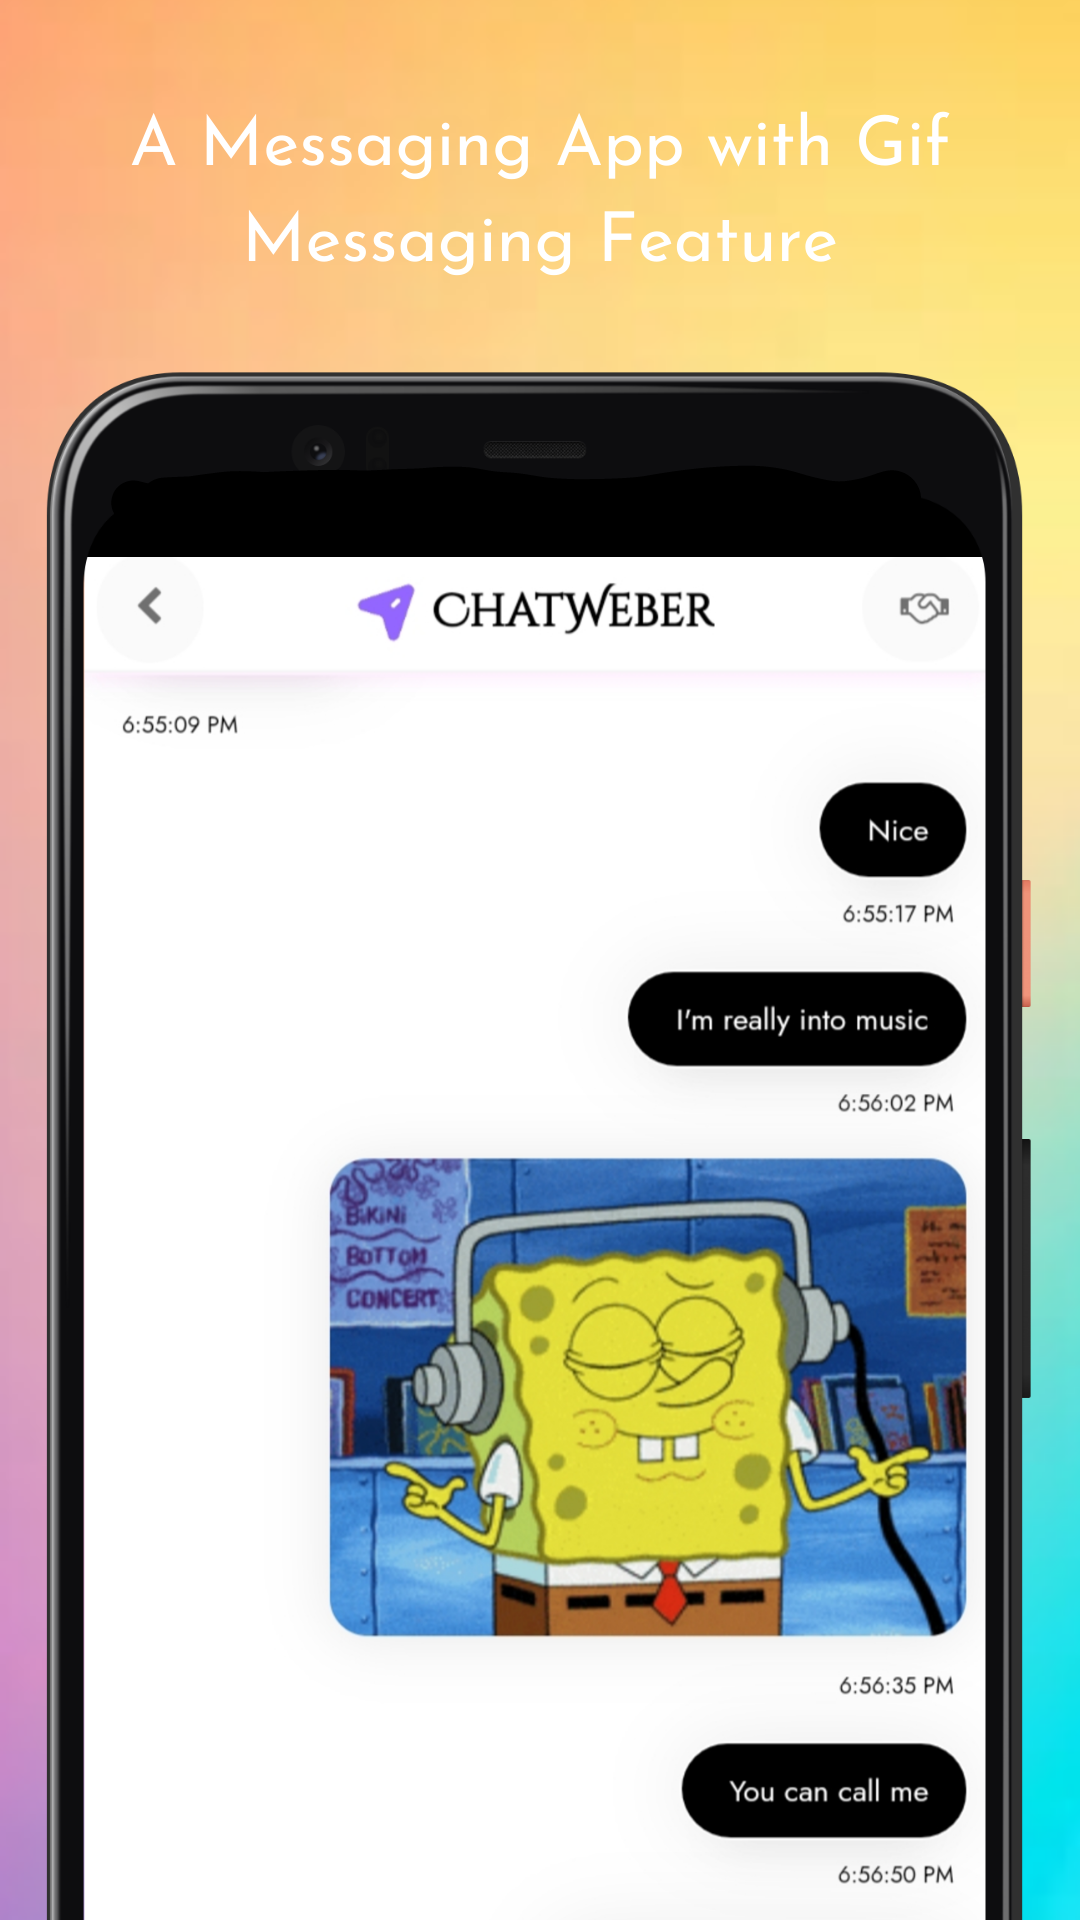 A Messaging App with Gif
Messaging Feature
CHATWEBER
6:55:09 PM
Nice
6:55:17 PM
I'm really into music
6:56:02 PM
BiKiNi
BOTTOM
CONCERT
6:56:35 PM
You can call me
6:56:50 PM